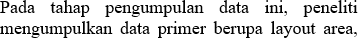 Pada tahap pengumpulan data ini, peneliti
mengumpulkan data primer berupa layout area,